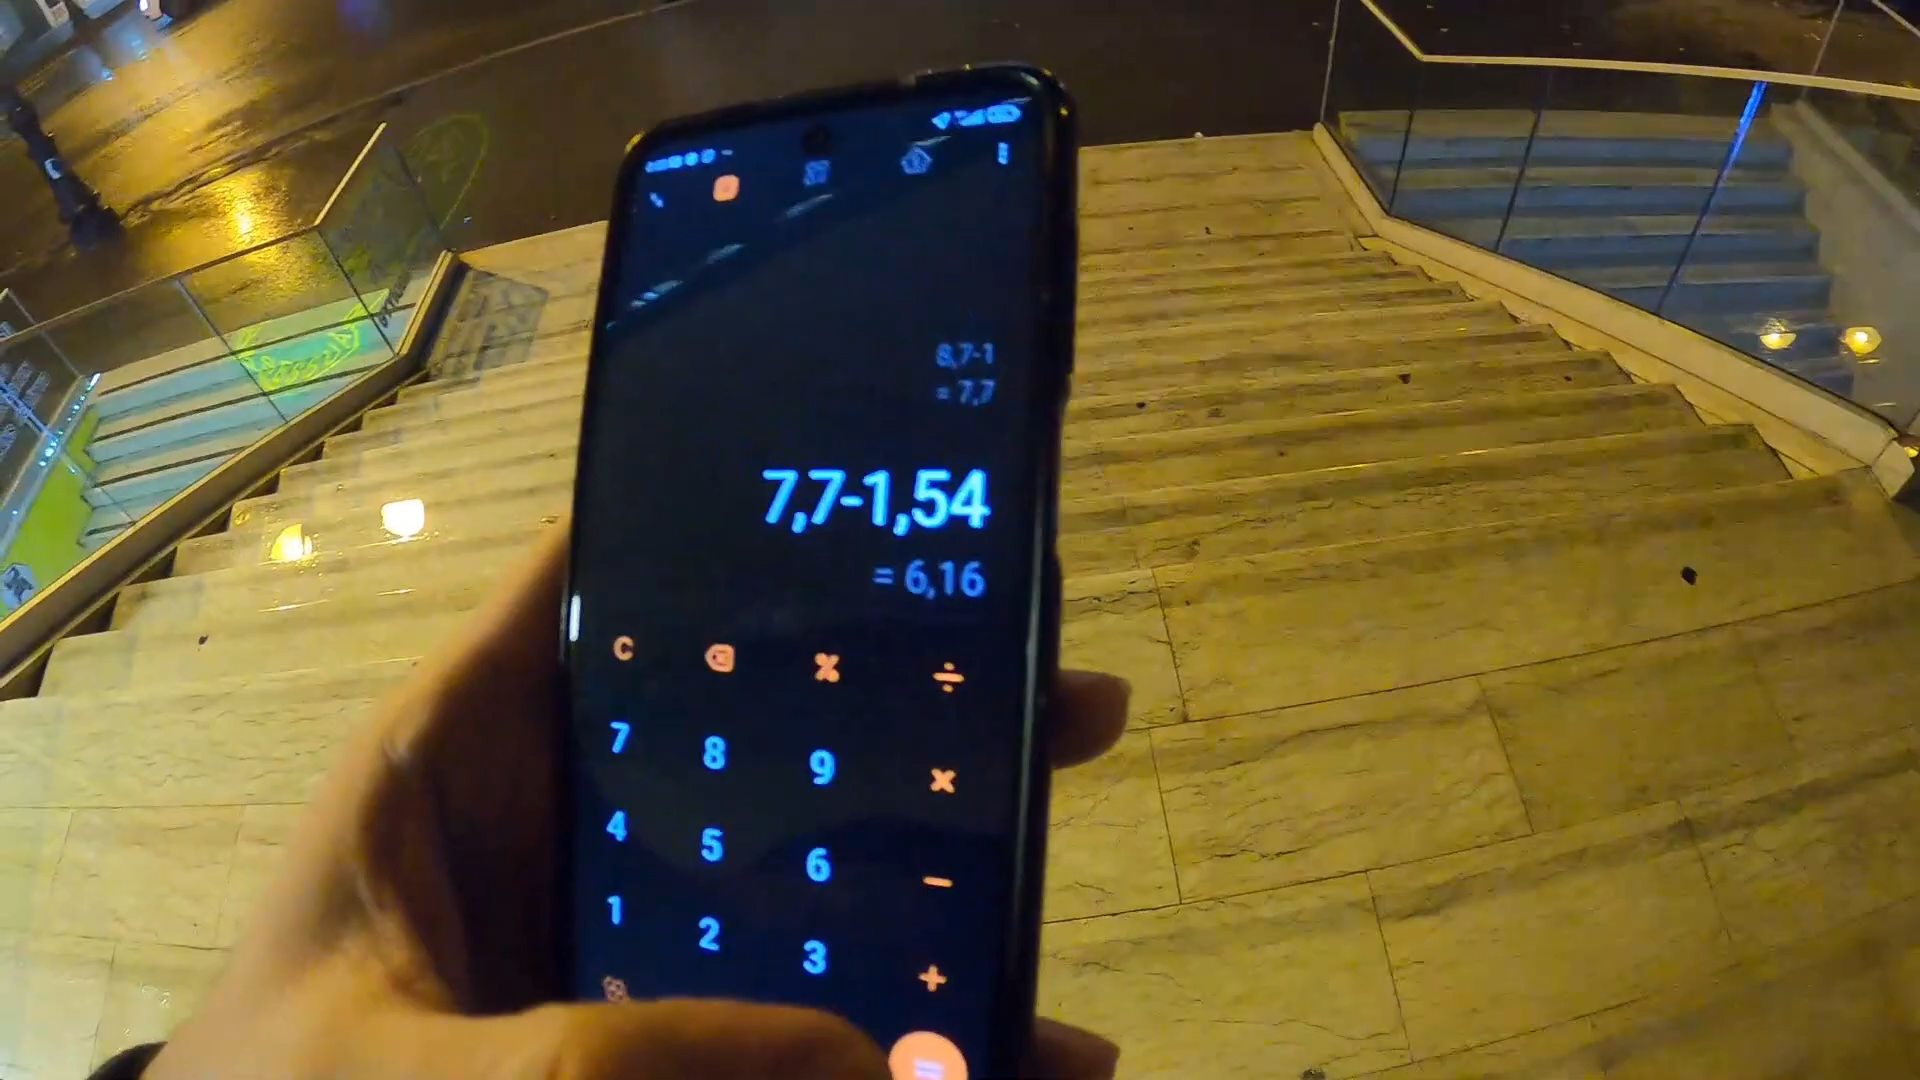 8,7-1
= 7,7
7,7-1,54
= 6,16
C % ÷
7 8 9 ×
4 5 6 −
1 2 3 +
=